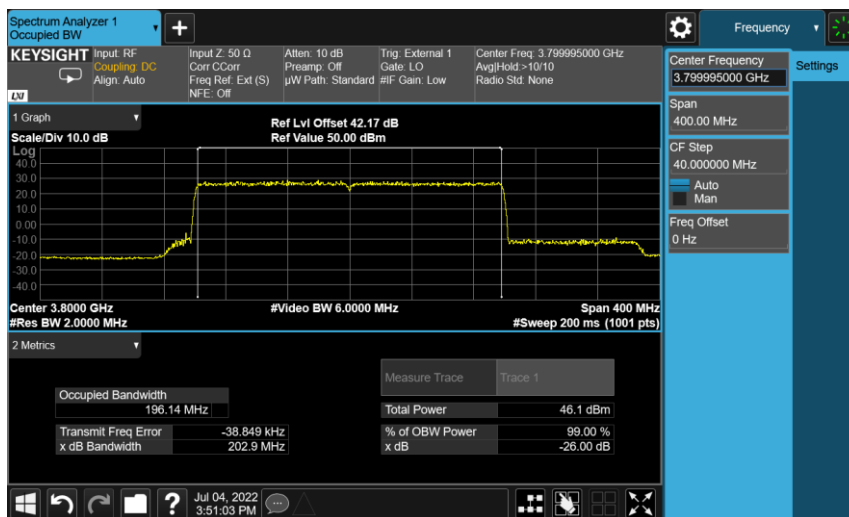 Spectrum Analyzer 1
Occupied BW
+
Frequency
KEYSIGHT
LXI
Input: RF
Coupling: DC
Align: Auto
Input Z: 50 Ω
Corr CCorr
Freq Ref: Ext (S)
NFE: Off
Atten: 10 dB
Preamp: Off
µW Path: Standard
Trig: External 1
Gate: LO
#IF Gain: Low
Center Freq: 3.799995000 GHz
Avg|Hold:>10/10
Radio Std: None
1 Graph
Scale/Div 10.0 dB
Ref Lvl Offset 42.17 dB
Ref Value 50.00 dBm
Log
40.0
30.0
20.0
10.0
0.00
-10.0
-20.0
-30.0
-40.0
Center 3.8000 GHz
#Video BW 6.0000 MHz
Span 400 MHz
#Res BW 2.0000 MHz
#Sweep 200 ms (1001 pts)
2 Metrics
Measure Trace Trace 1
Occupied Bandwidth
196.14 MHz
Total Power 46.1 dBm
Transmit Freq Error -38.849 kHz
% of OBW Power 99.00 %
x dB Bandwidth 202.9 MHz
x dB -26.00 dB
?
Jul 04, 2022
3:51:03 PM
Center Frequency
3.799995000 GHz
Settings
Span
400.00 MHz
CF Step
40.000000 MHz
Auto
Man
Freq Offset
0 Hz